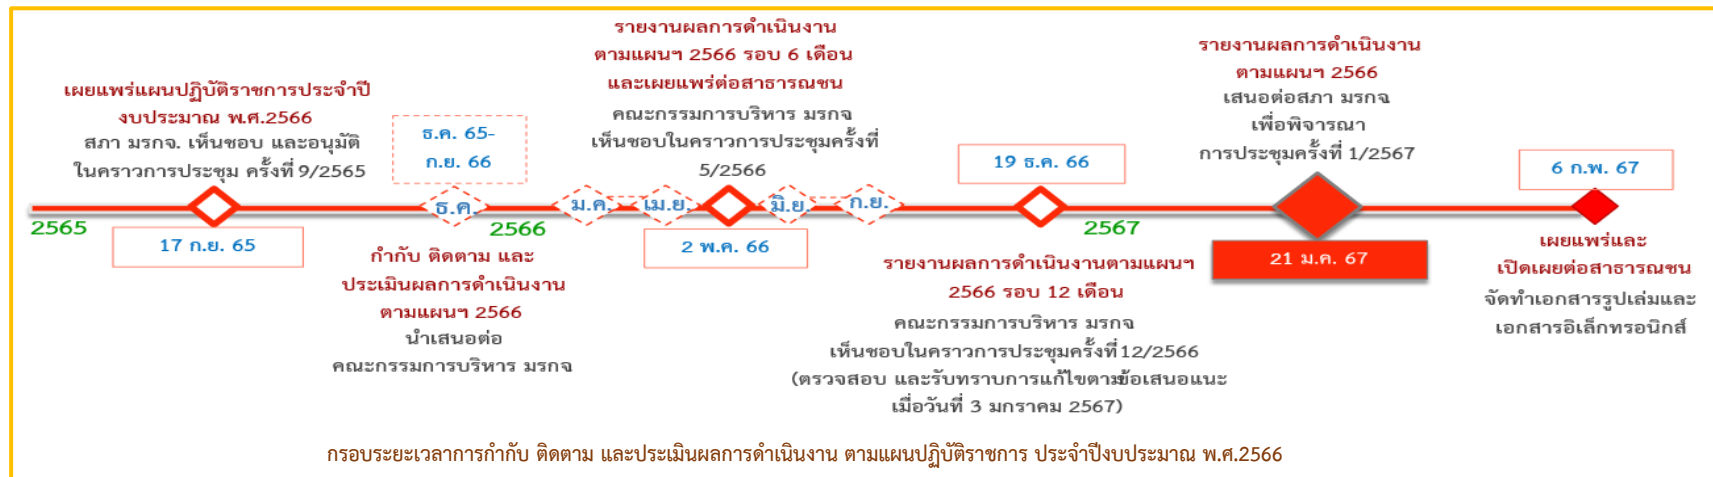 เผยแพร่แผนปฏิบัติราชการประจำปี
งบประมาณ พ.ศ.2566
สภา มรกจ. เห็นชอบ และอนุมัติ
ในคราวการประชุม ครั้งที่ 9/2565
17 ก.ย. 65
2565
ธ.ค. 65-
ก.ย. 66
ธ.ค.
2566
กำกับ ติดตาม และ
ประเมินผลการดำเนินงาน
ตามแผนฯ 2566
นำเสนอต่อ
คณะกรรมการบริหาร มรกจ
รายงานผลการดำเนินงาน
ตามแผนฯ 2566 รอบ 6 เดือน
และเผยแพร่ต่อสาธารณชน
คณะกรรมการบริหาร มรกจ
เห็นชอบในคราวการประชุมครั้งที่
5/2566
ม.ค.
เม.ย.
มิ.ย.
ก.ย.
2 พ.ค. 66
19 ธ.ค. 66
2567
รายงานผลการดำเนินงานตามแผนฯ
2566 รอบ 12 เดือน
คณะกรรมการบริหาร มรกจ
เห็นชอบในคราวการประชุมครั้งที่12/2566
(ตรวจสอบ และรับทราบการแก้ไขตามข้อเสนอแนะ
เมื่อวันที่ 3 มกราคม 2567)
รายงานผลการดำเนินงาน
ตามแผนฯ 2566
เสนอต่อสภา มรกจ
เพื่อพิจารณา
การประชุมครั้งที่ 1/2567
21 ม.ค. 67
6 ก.พ. 67
เผยแพร่และ
เปิดเผยต่อสาธารณชน
จัดทำเอกสารรูปเล่มและ
เอกสารอิเล็กทรอนิกส์
กรอบระยะเวลาการกำกับ ติดตาม และประเมินผลการดำเนินงาน ตามแผนปฏิบัติราชการ ประจำปีงบประมาณ พ.ศ.2566